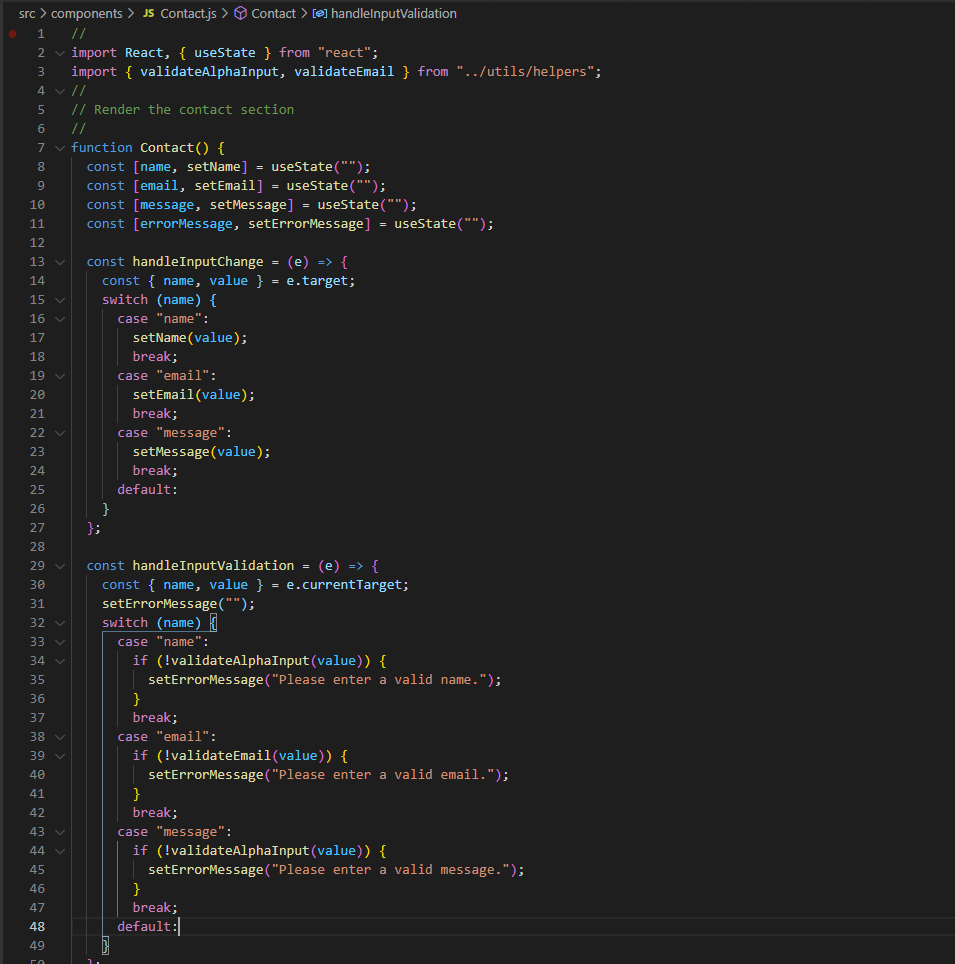 src > components > JS Contact.js > Contact > handleInputValidation
1 //
2 import React, { useState } from "react";
3 import { validateAlphaInput, validateEmail } from "../utils/helpers";
4 //
5 // Render the contact section
6 //
7 function Contact() {
8   const [name, setName] = useState("");
9   const [email, setEmail] = useState("");
10   const [message, setMessage] = useState("");
11   const [errorMessage, setErrorMessage] = useState("");
12
13   const handleInputChange = (e) => {
14     const { name, value } = e.target;
15     switch (name) {
16       case "name":
17         setName(value);
18         break;
19       case "email":
20         setEmail(value);
21         break;
22       case "message":
23         setMessage(value);
24         break;
25       default:
26     }
27   };
28
29   const handleInputValidation = (e) => {
30     const { name, value } = e.currentTarget;
31     setErrorMessage("");
32     switch (name) {
33       case "name":
34         if (!validateAlphaInput(value)) {
35           setErrorMessage("Please enter a valid name.");
36         }
37         break;
38       case "email":
39         if (!validateEmail(value)) {
40           setErrorMessage("Please enter a valid email.");
41         }
42         break;
43       case "message":
44         if (!validateAlphaInput(value)) {
45           setErrorMessage("Please enter a valid message.");
46         }
47         break;
48       default:
49     }
50   };